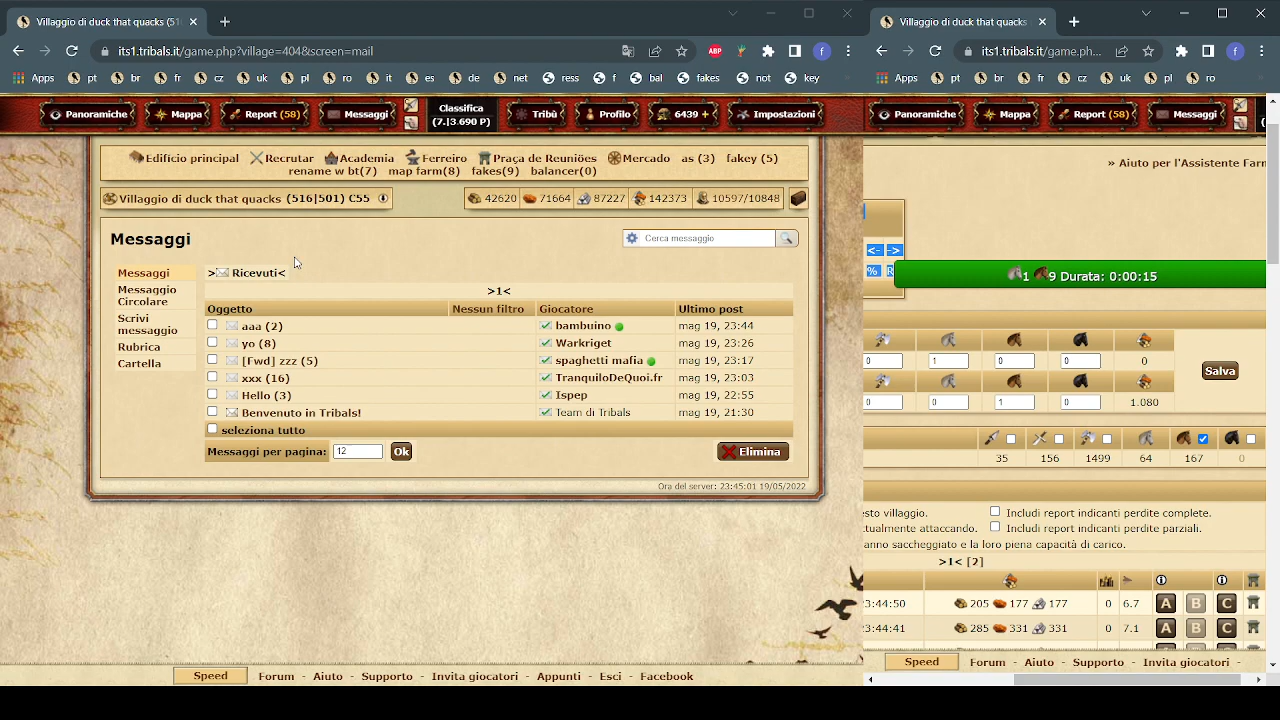 Villaggio di duck that quacks (51
its1.tribals.it/game.php?village=404&screen=mail
ABP
f
Apps pt br fr cz uk pl ro it es de net ress f bal fakes not key
Panoramiche Mappa Report (58) Messaggi Classifica (7.|3.690 P) Tribù Profilo 6439 + Impostazioni
Edifício principal Recrutar Academia Ferreiro Praça de Reuniões Mercado as (3) fakey (5)
rename w bt(7) map farm(8) fakes(9) balancer(0)
Villaggio di duck that quacks (516|501) C55 42620 71664 87227 142373 10597/10848
Messaggi
Cerca messaggio
Messaggi
Messaggio Circolare
Scrivi messaggio
Rubrica
Cartella
> Ricevuti<
>1<
Oggetto Nessun filtro Giocatore Ultimo post
aaa (2) bambuino mag 19, 23:44
yo (8) Warkriget mag 19, 23:26
[Fwd] zzz (5) spaghetti mafia mag 19, 23:17
xxx (16) TranquiloDeQuoi.fr mag 19, 23:03
Hello (3) Ispep mag 19, 22:55
Benvenuto in Tribals! Team di Tribals mag 19, 21:30
seleziona tutto
Messaggi per pagina: 12 Ok Elimina
Ora del server: 23:45:01 19/05/2022
Speed Forum - Aiuto - Supporto - Invita giocatori - Appunti - Esci - Facebook
Villaggio di duck that quacks
its1.tribals.it/game.ph...
f
Apps pt br fr cz uk pl ro
Panoramiche Mappa Report (58) Messaggi
» Aiuto per l'Assistente Farm
<- ->
% R
1 9 Durata: 0:00:15
0 1 0 0 0
Salva
0 0 1 0 1.080
35 156 1499 64 167 0
esto villaggio. Includi report indicanti perdite complete.
ctualmente attaccando. Includi report indicanti perdite parziali.
anno saccheggiato e la loro piena capacità di carico.
>1< [2]
23:44:50 205 177 177 0 6.7 A B C
23:44:41 285 331 331 0 7.1 A B C
Speed Forum - Aiuto - Supporto - Invita giocatori -